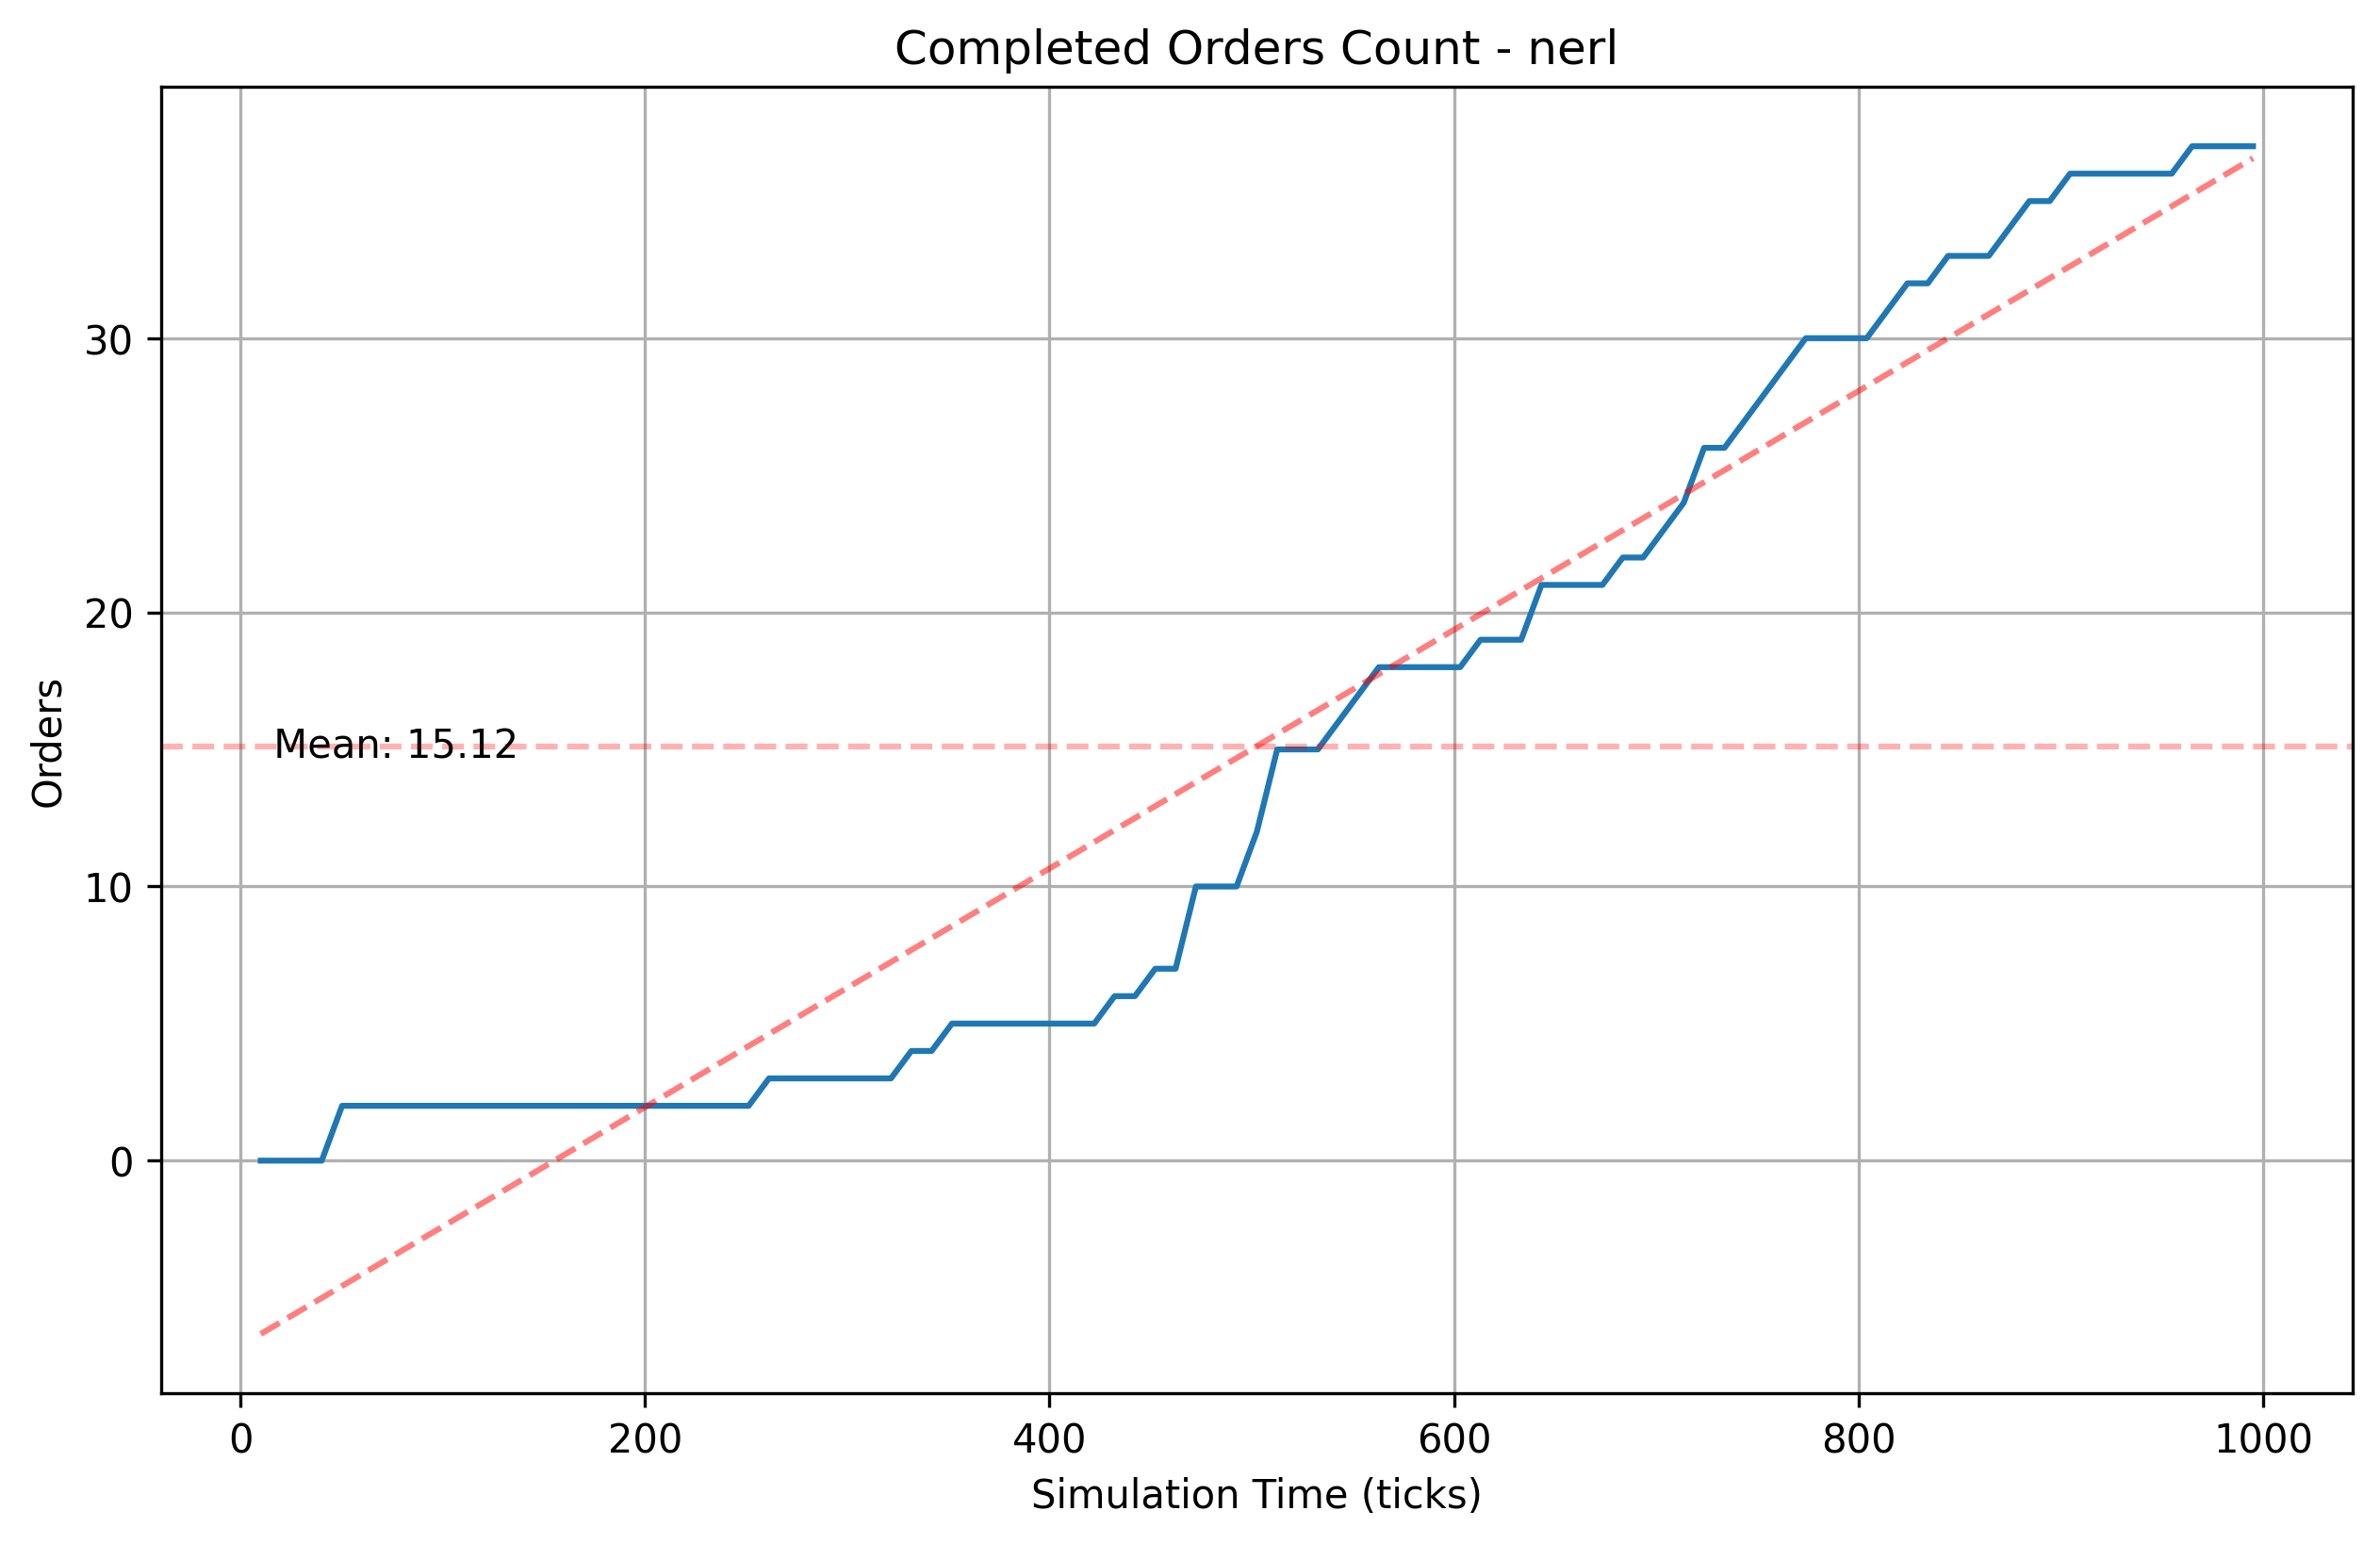 Completed Orders Count - nerl
Orders
30
20
Mean: 15.12
10
0
0 200 400 600 800 1000
Simulation Time (ticks)